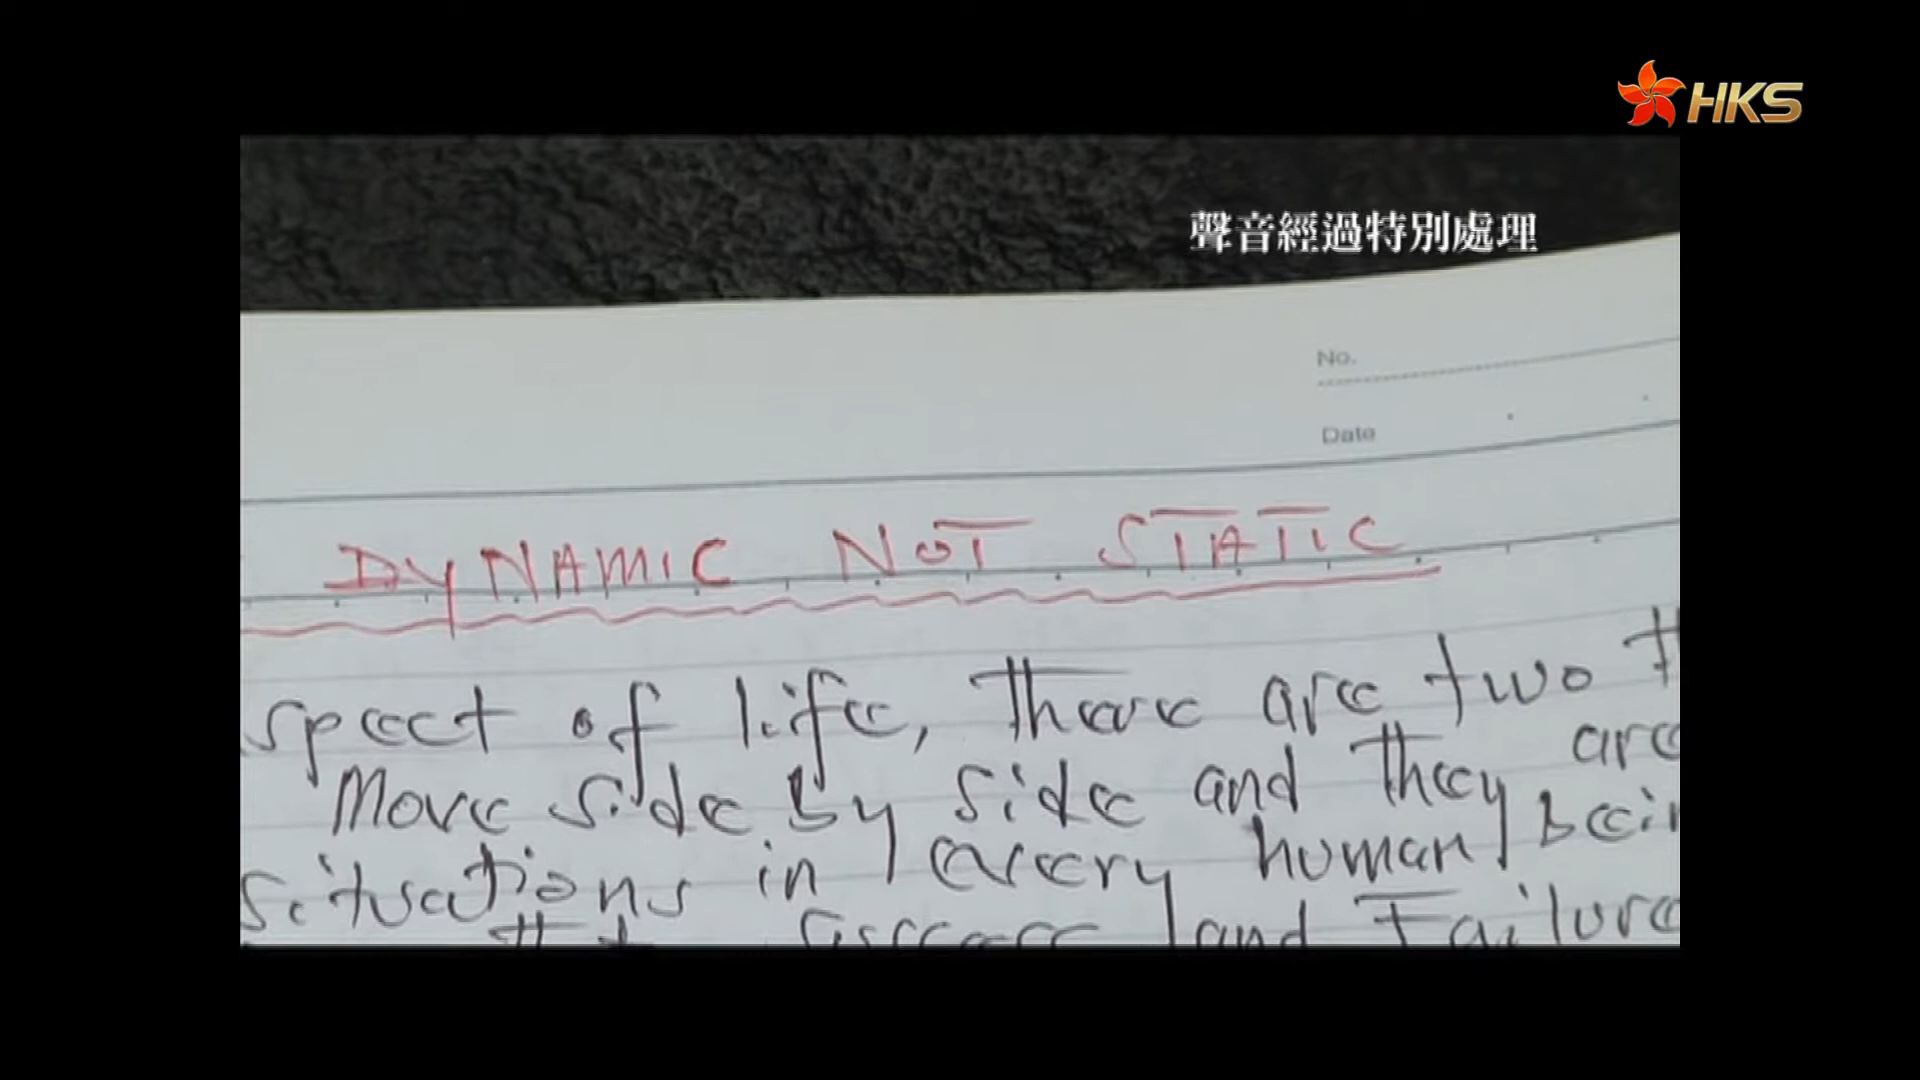 HKS
聲音經過特別處理
No.
Date
DYNAMIC NOT STATIC
spect of life, there are two
Move side by side and they are
situations in every human bein
and Failure